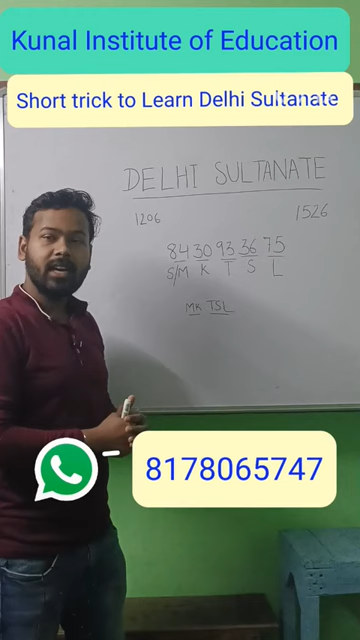 Kunal Institute of Education
Short trick to Learn Delhi Sultanate
DELHI SULTANATE
1206 1526
84 30 93 36 75
S/M K T S L
MK TSL
8178065747